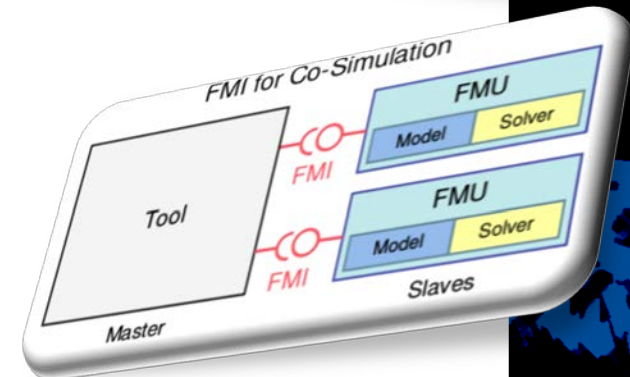 FMI for Co-Simulation
FMU
Model Solver
FMI
Tool
FMU
Model Solver
FMI
Slaves
Master